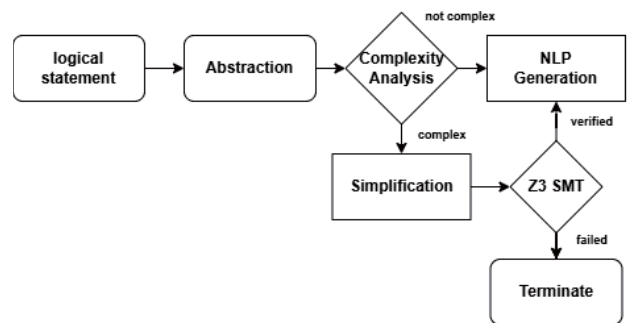 not complex
logical
statement
Abstraction
Complexity
Analysis
NLP
Generation
complex
verified
Simplification
Z3 SMT
failed
Terminate